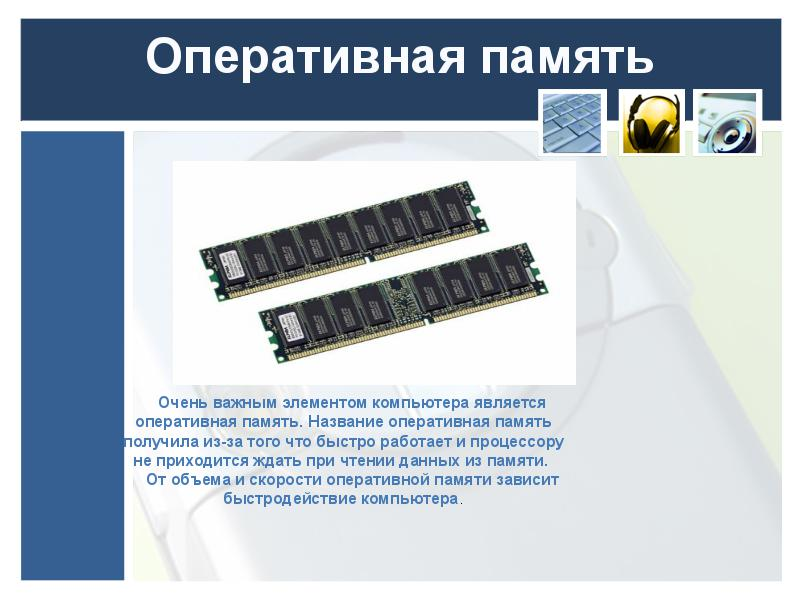 Оперативная память
Очень важным элементом компьютера является
оперативная память. Название оперативная память
получила из-за того что быстро работает и процессору
не приходится ждать при чтении данных из памяти.
От объема и скорости оперативной памяти зависит
быстродействие компьютера.